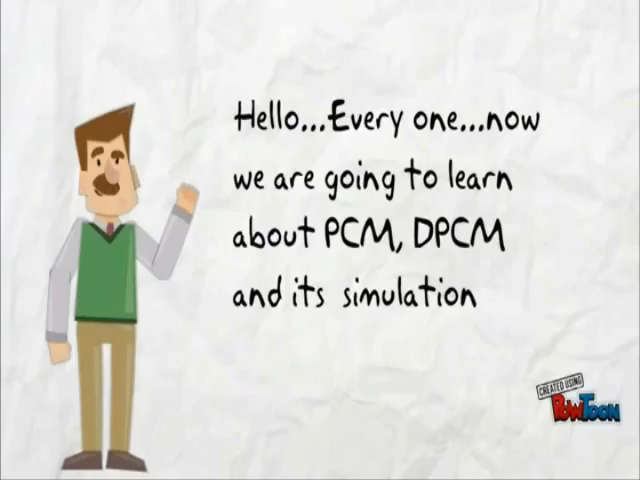 Hello...Every one...now
we are going to learn
about PCM, DPCM
and its simulation
CREATED USING
POWTOON